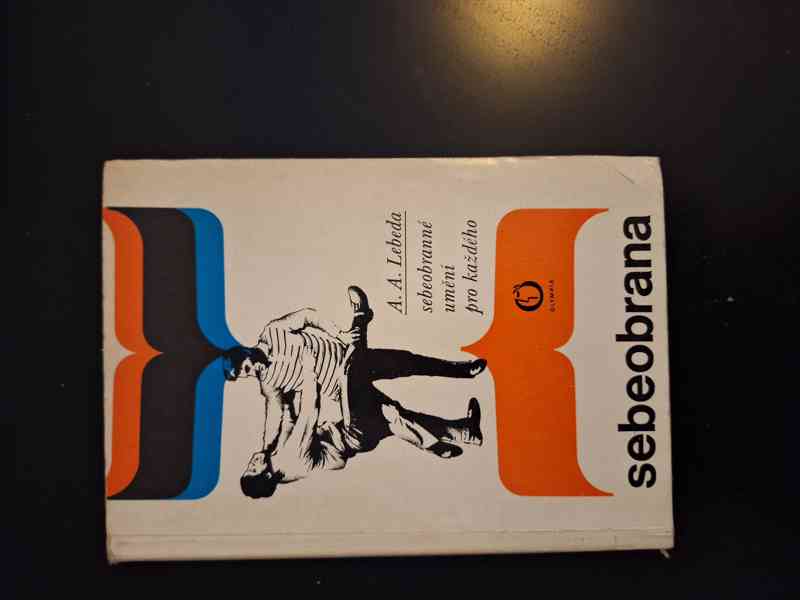 A. A. Lebeda
sebeobranné
umění
pro každého
OLYMPIA
sebeobrana